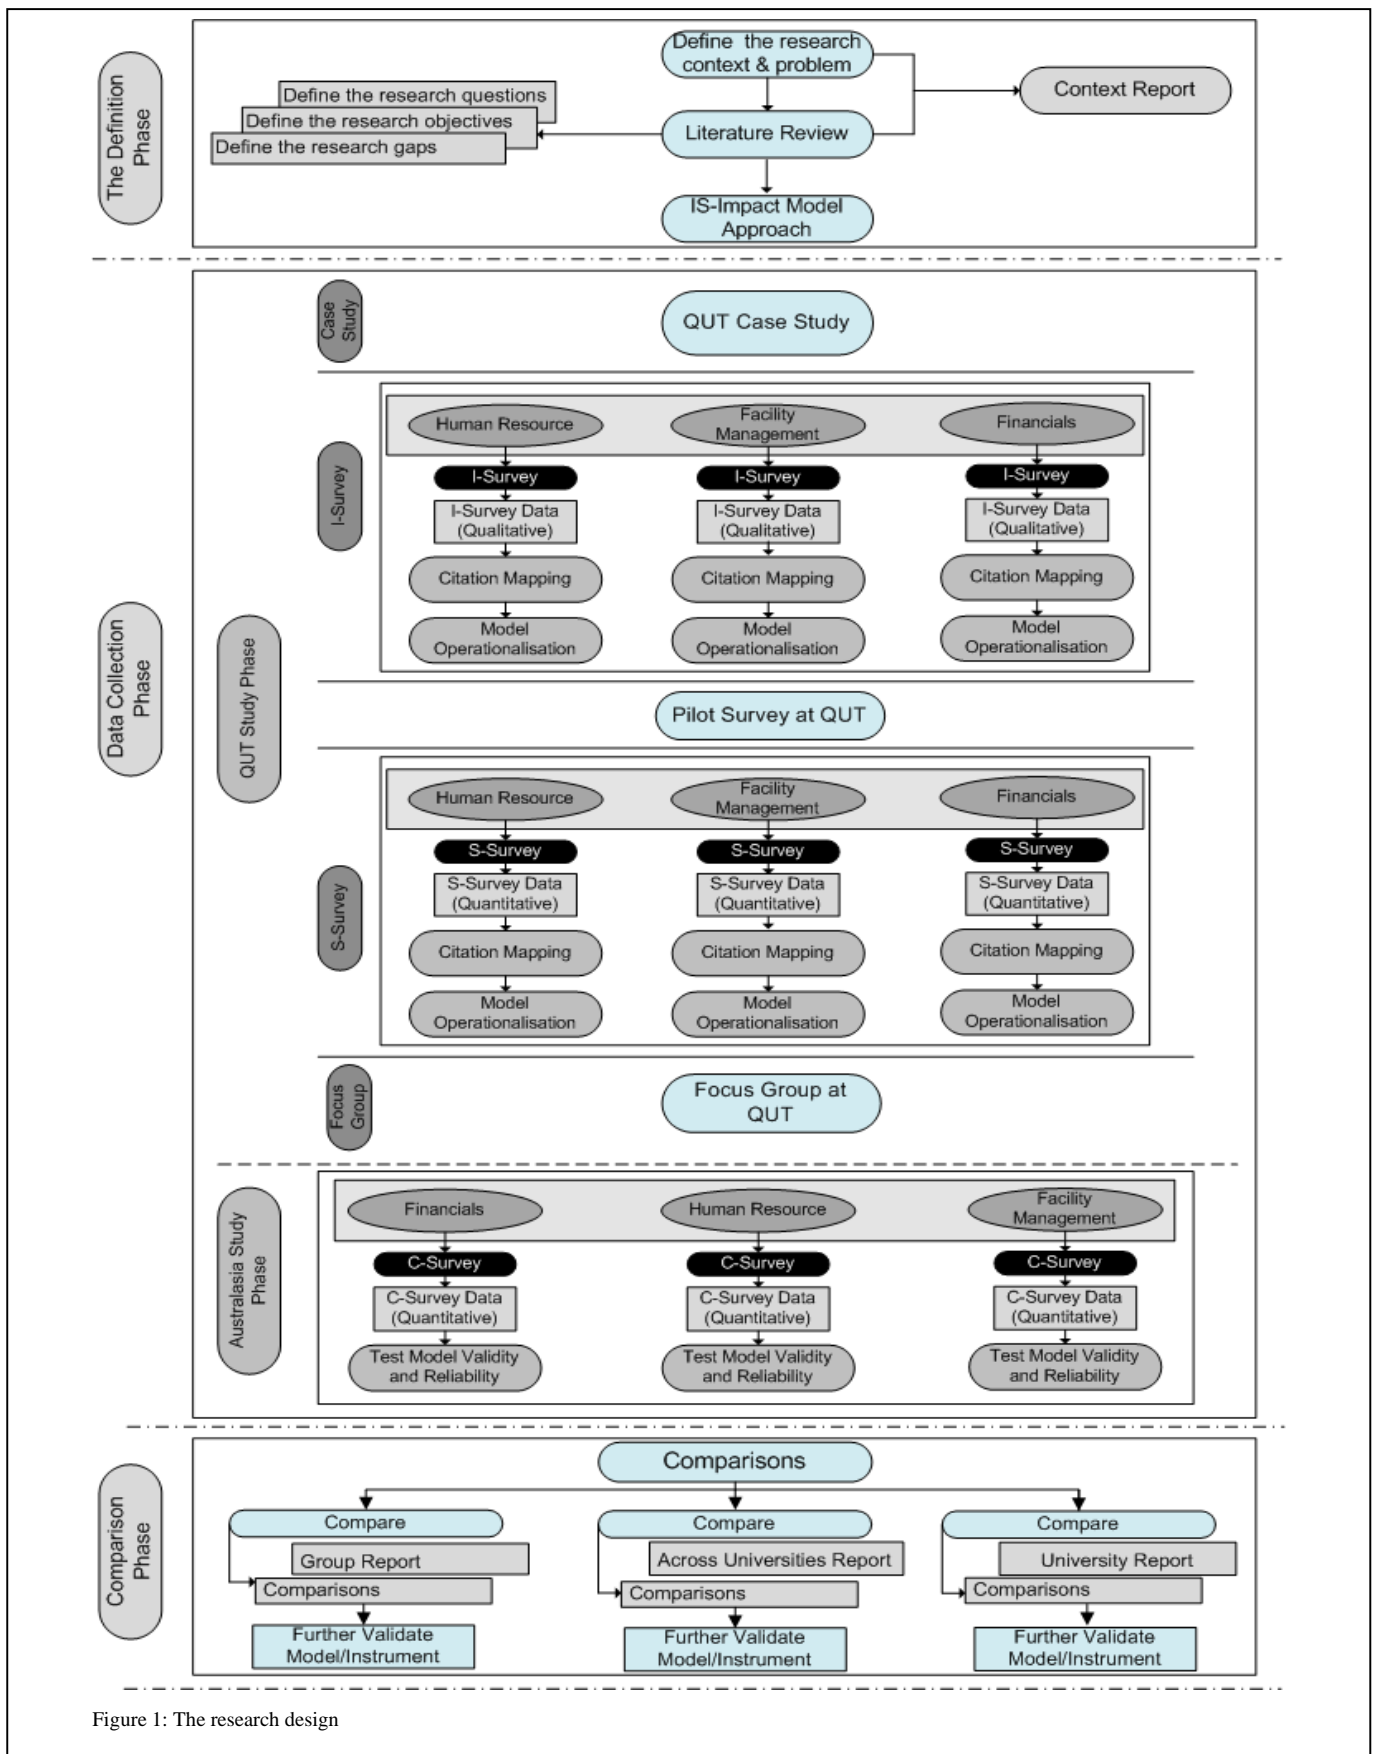 The Definition
Phase
Define the research
context & problem
Context Report
Define the research questions
Define the research objectives
Define the research gaps
Literature Review
IS-Impact Model
Approach
Data Collection
Phase
QUT Study Phase
Case
Study
QUT Case Study
I-Survey
Human Resource
Facility
Management
Financials
I-Survey
I-Survey
I-Survey
I-Survey Data
(Qualitative)
I-Survey Data
(Qualitative)
I-Survey Data
(Qualitative)
Citation Mapping
Citation Mapping
Citation Mapping
Model
Operationalisation
Model
Operationalisation
Model
Operationalisation
Pilot Survey at QUT
S-Survey
Human Resource
Facility
Management
Financials
S-Survey
S-Survey
S-Survey
S-Survey Data
(Quantitative)
S-Survey Data
(Quantitative)
S-Survey Data
(Quantitative)
Citation Mapping
Citation Mapping
Citation Mapping
Model
Operationalisation
Model
Operationalisation
Model
Operationalisation
Focus
Group
Focus Group at
QUT
Australasia Study
Phase
Financials
Human Resource
Facility
Management
C-Survey
C-Survey
C-Survey
C-Survey Data
(Quantitative)
C-Survey Data
(Quantitative)
C-Survey Data
(Quantitative)
Test Model Validity
and Reliability
Test Model Validity
and Reliability
Test Model Validity
and Reliability
Comparison
Phase
Comparisons
Compare
Compare
Compare
Group Report
Across Universities Report
University Report
Comparisons
Comparisons
Comparisons
Further Validate
Model/Instrument
Further Validate
Model/Instrument
Further Validate
Model/Instrument
Figure 1: The research design